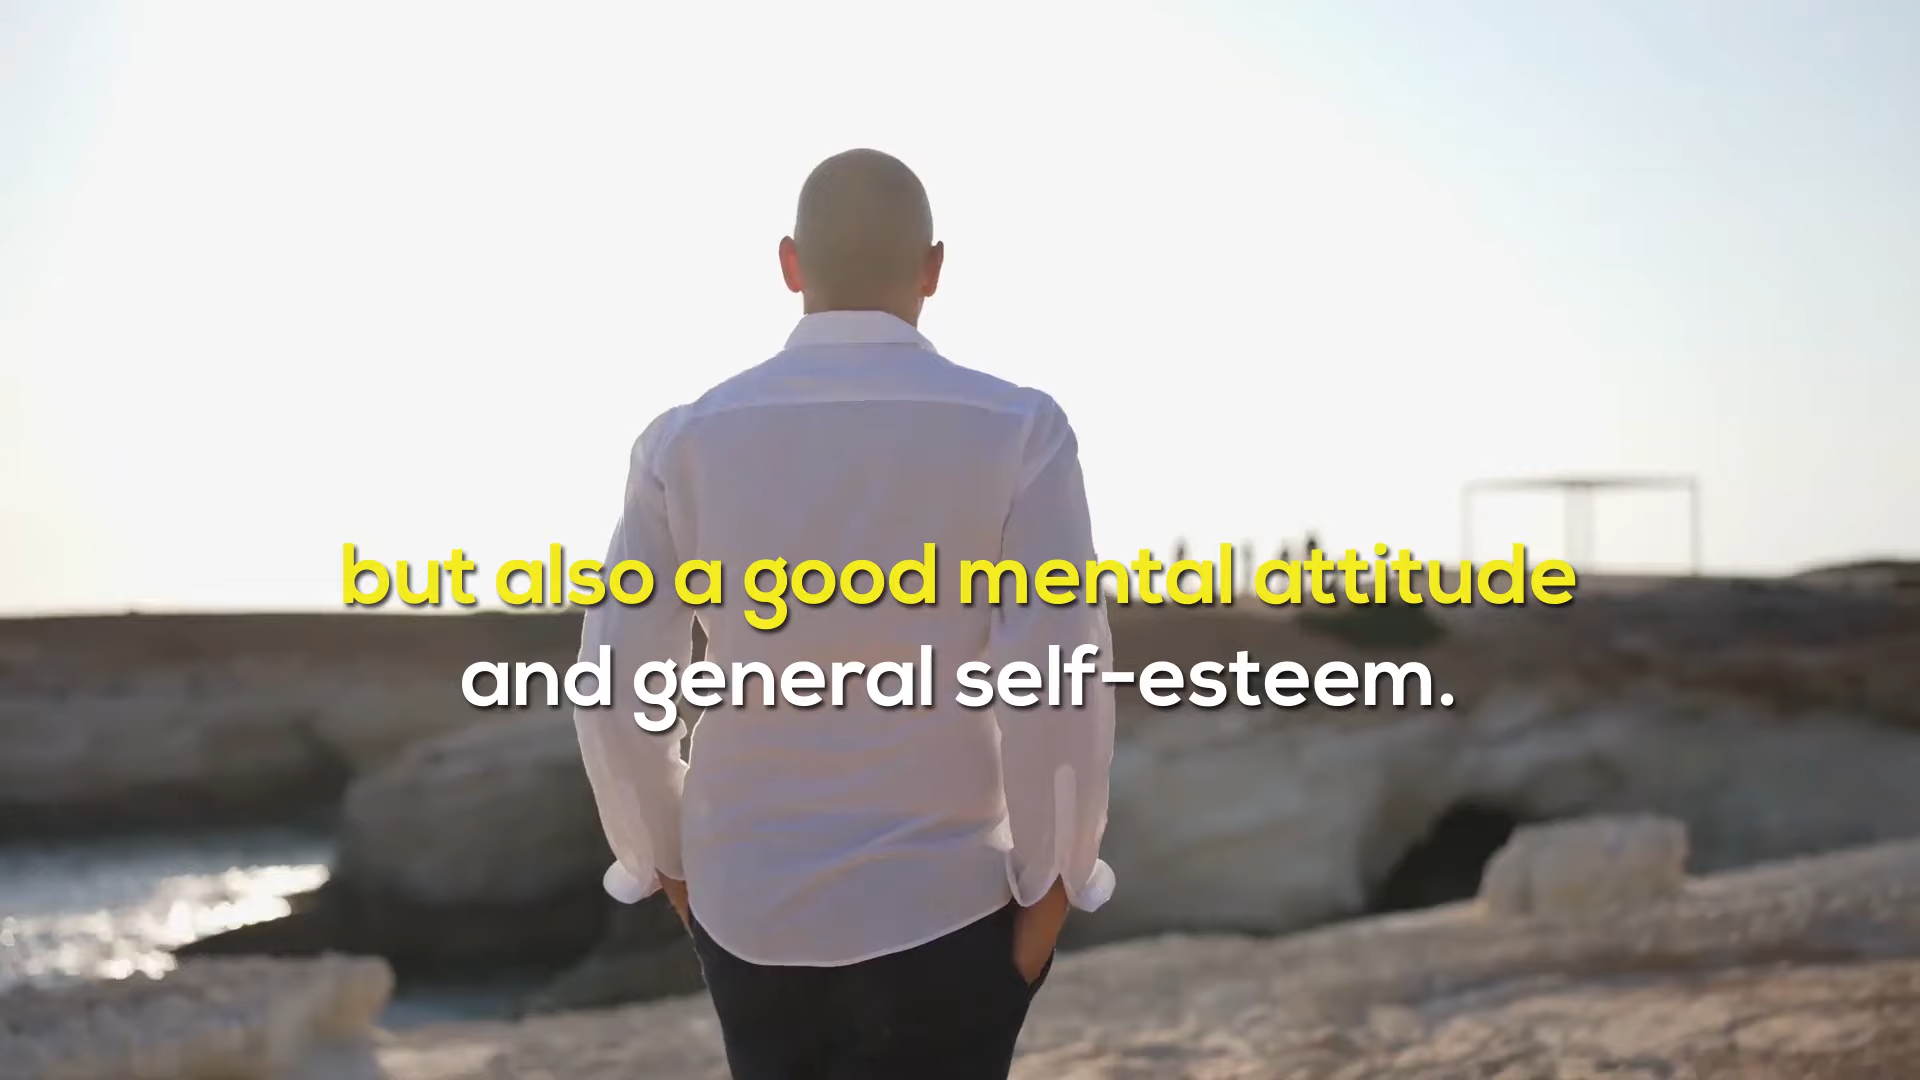 but also a good mental attitude
and general self-esteem.